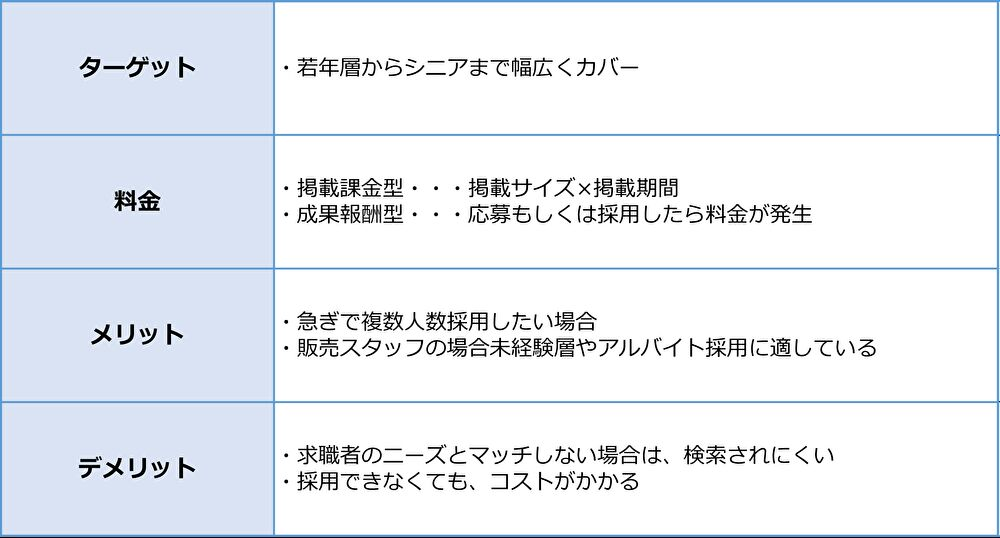 ターゲット
・若年層からシニアまで幅広くカバー
料金
・掲載課金型・・・掲載サイズ×掲載期間
・成果報酬型・・・応募もしくは採用したら料金が発生
メリット
・急ぎで複数人数採用したい場合
・販売スタッフの場合未経験層やアルバイト採用に適している
デメリット
・求職者のニーズとマッチしない場合は、検索されにくい
・採用できなくても、コストがかかる